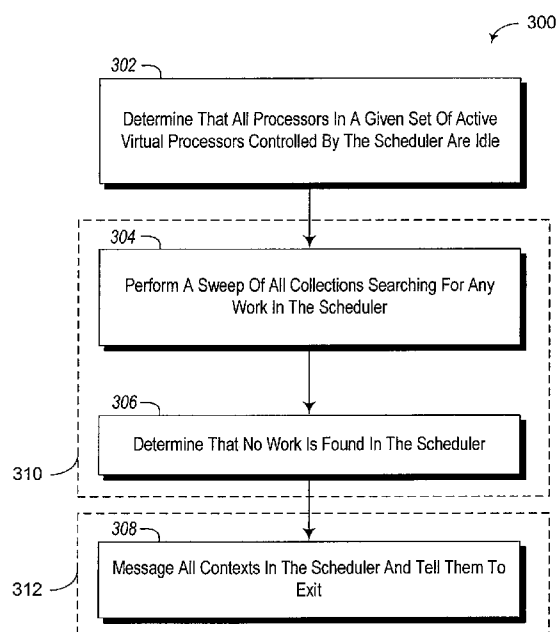 300
302
Determine That All Processors In A Given Set Of Active
Virtual Processors Controlled By The Scheduler Are Idle
304
Perform A Sweep Of All Collections Searching For Any
Work In The Scheduler
306
Determine That No Work Is Found In The Scheduler
310
308
Message All Contexts In The Scheduler And Tell Them To
Exit
312